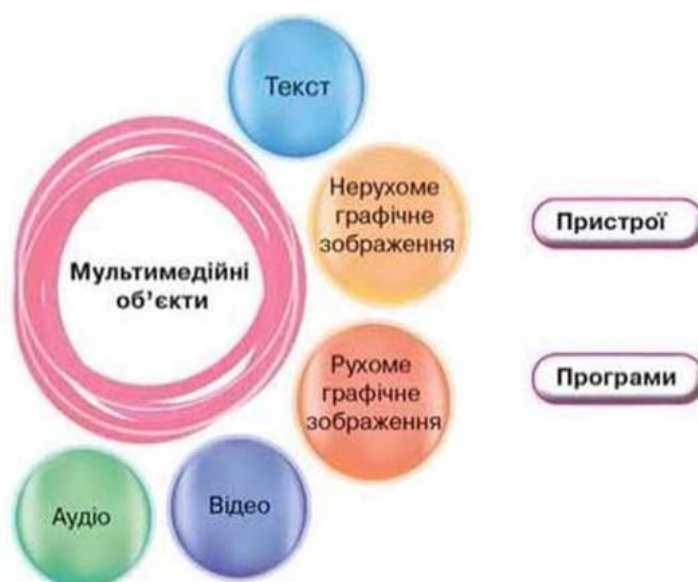 Текст
Нерухоме
графічне
зображення
Мультимедійні
об’єкти
Рухоме
графічне
зображення
Аудіо
Відео
Пристрої
Програми